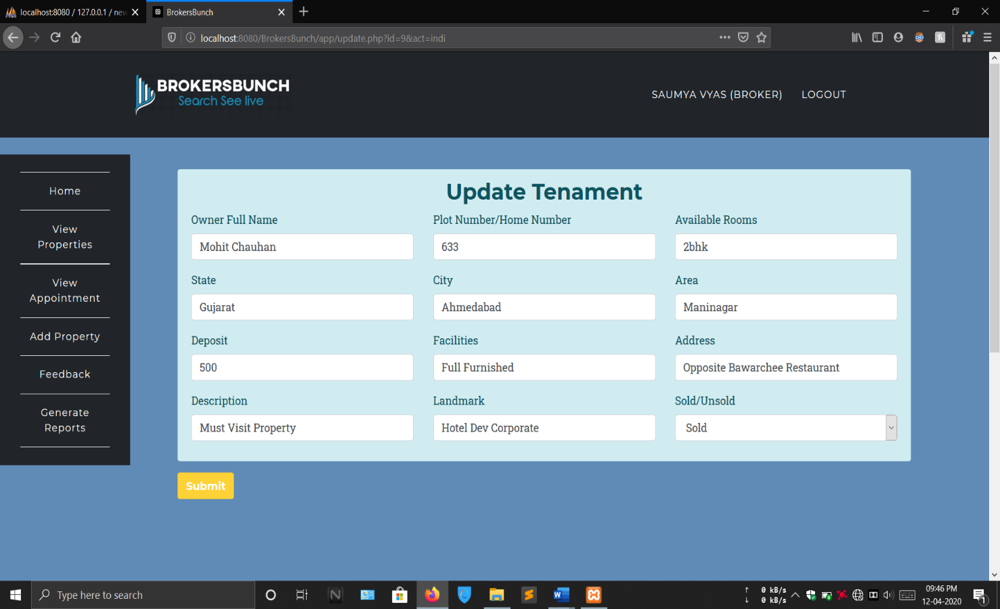 localhost:8080 / 127.0.0.1 / new
BrokersBunch
localhost:8080/BrokersBunch/app/update.php?id=9&act=indi
BROKERSBUNCH
Search See live
SAUMYA VYAS (BROKER)
LOGOUT
Home
View
Properties
View
Appointment
Add Property
Feedback
Generate
Reports
Update Tenament
Owner Full Name
Plot Number/Home Number
Available Rooms
Mohit Chauhan
633
2bhk
State
City
Area
Gujarat
Ahmedabad
Maninagar
Deposit
Facilities
Address
500
Full Furnished
Opposite Bawarchee Restaurant
Description
Landmark
Sold/Unsold
Must Visit Property
Hotel Dev Corporate
Sold
Submit
Type here to search
0 kB/s
0 kB/s
09:46 PM
12-04-2020
1